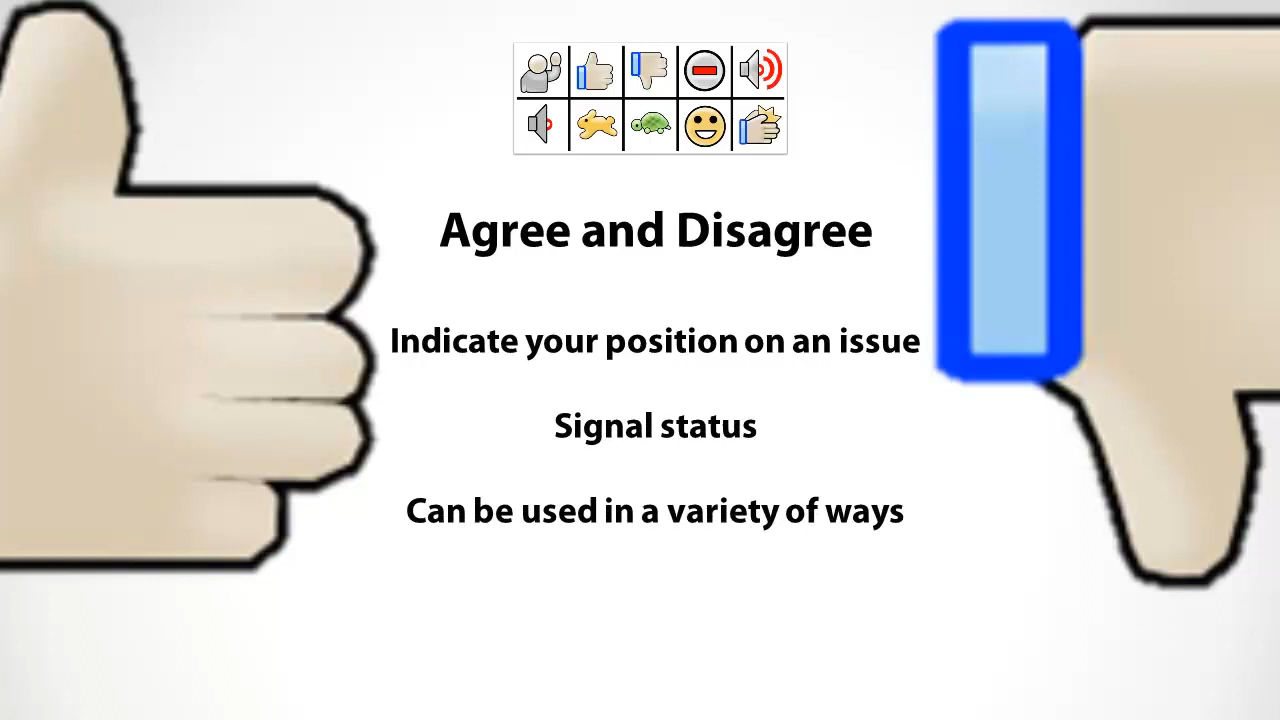 Agree and Disagree
Indicate your position on an issue
Signal status
Can be used in a variety of ways